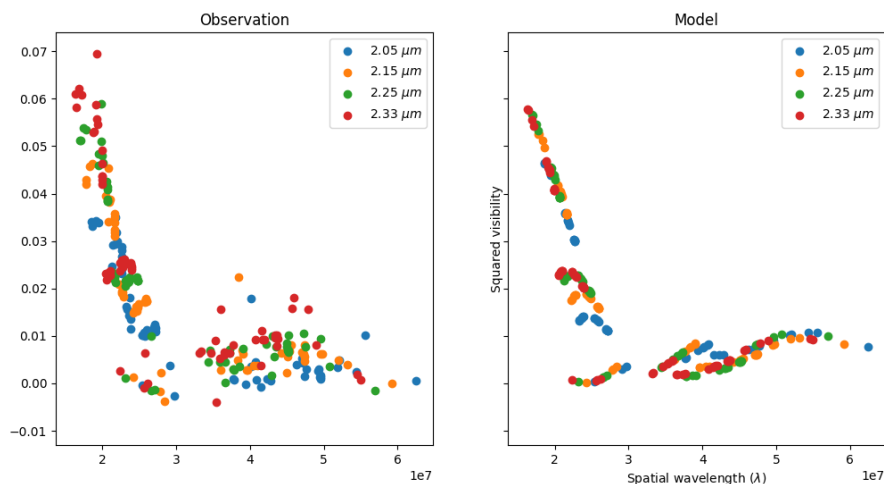 Observation
0.07
0.06
0.05
0.04
0.03
0.02
0.01
0.00
−0.01
2 3 4 5 6
1e7
2.05 μm
2.15 μm
2.25 μm
2.33 μm
Model
Squared visibility
2 3 4 5 6
1e7
Spatial wavelength (λ)
2.05 μm
2.15 μm
2.25 μm
2.33 μm